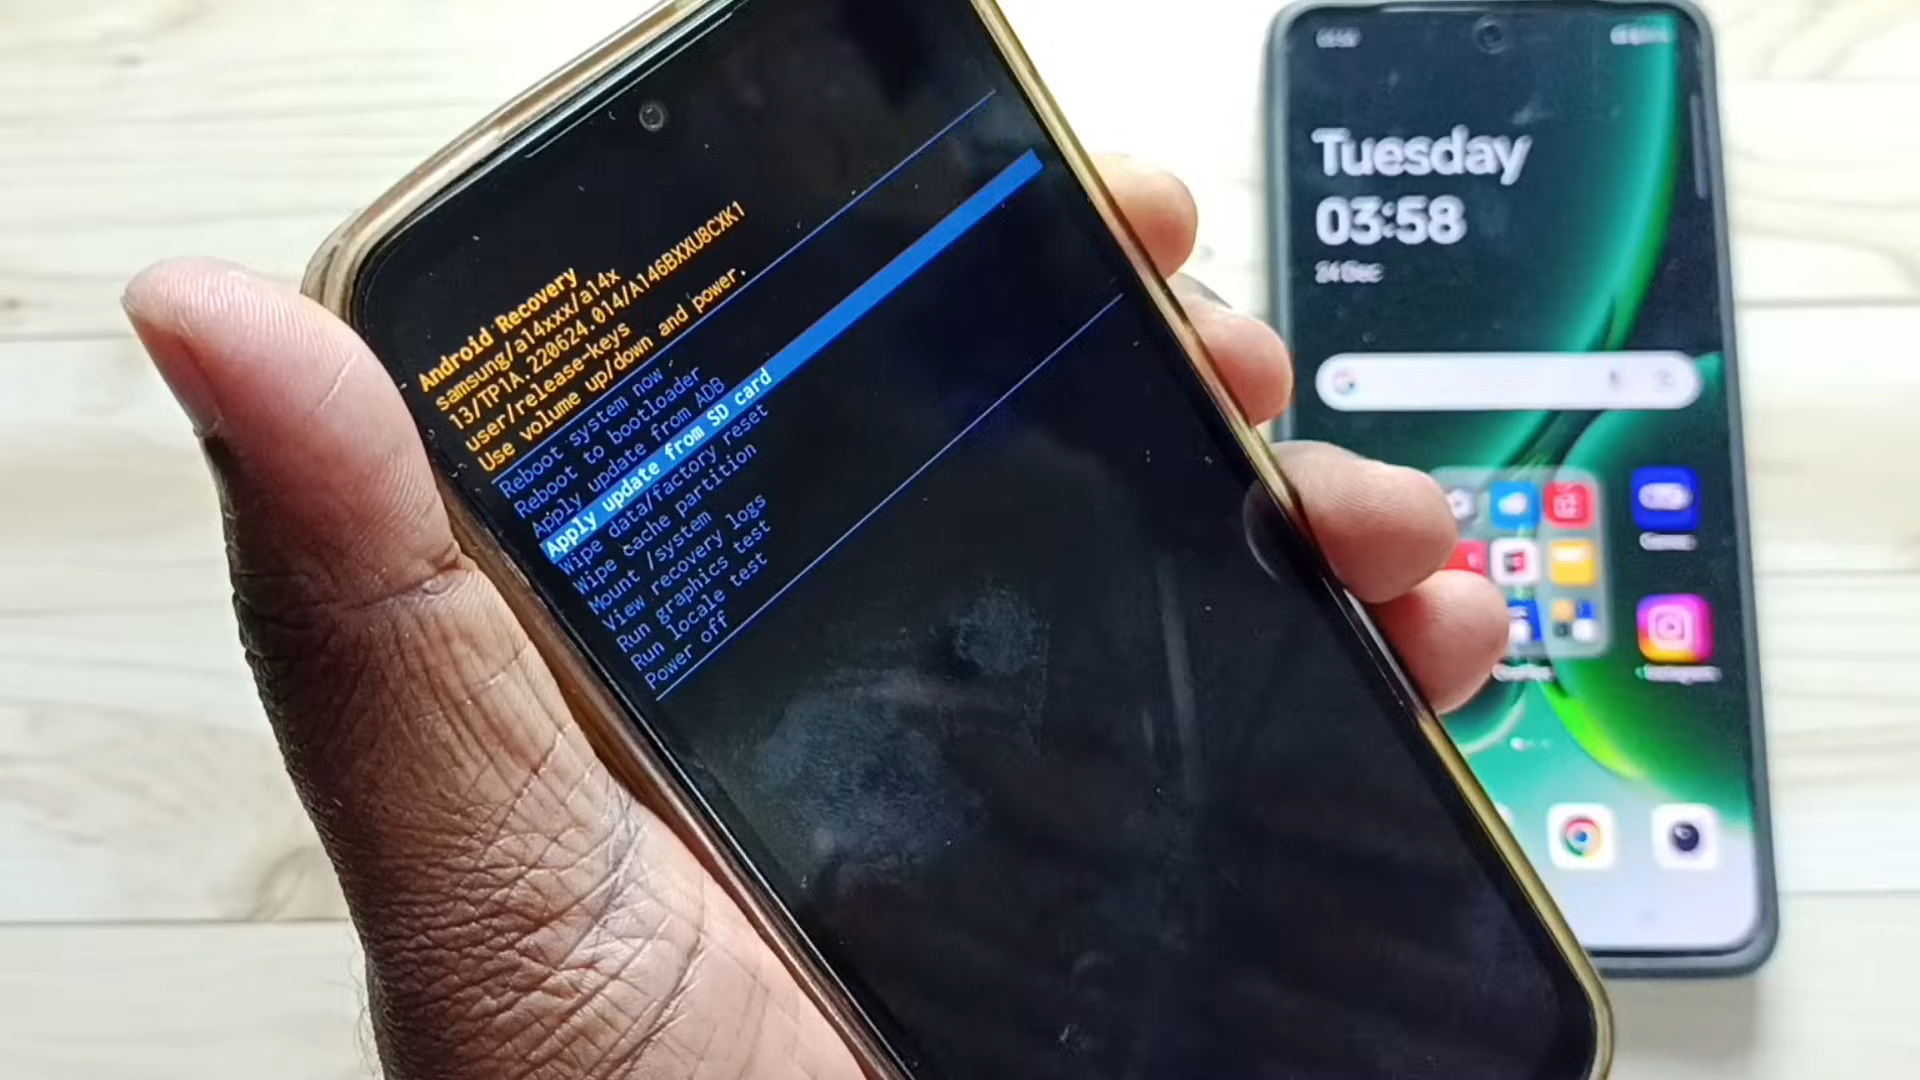 Android Recovery
samsung/a14xxx/a14x
13/TP1A.220624.014/A146BXXU8CXK1
user/release-keys
Use volume up/down and power.
Reboot system now
Reboot to bootloader
Apply update from ADB
Apply update from SD card
Wipe data/factory reset
Wipe cache partition
Mount /system
View recovery logs
Run graphics test
Run locale test
Power off
Tuesday
03:58
24 Dec